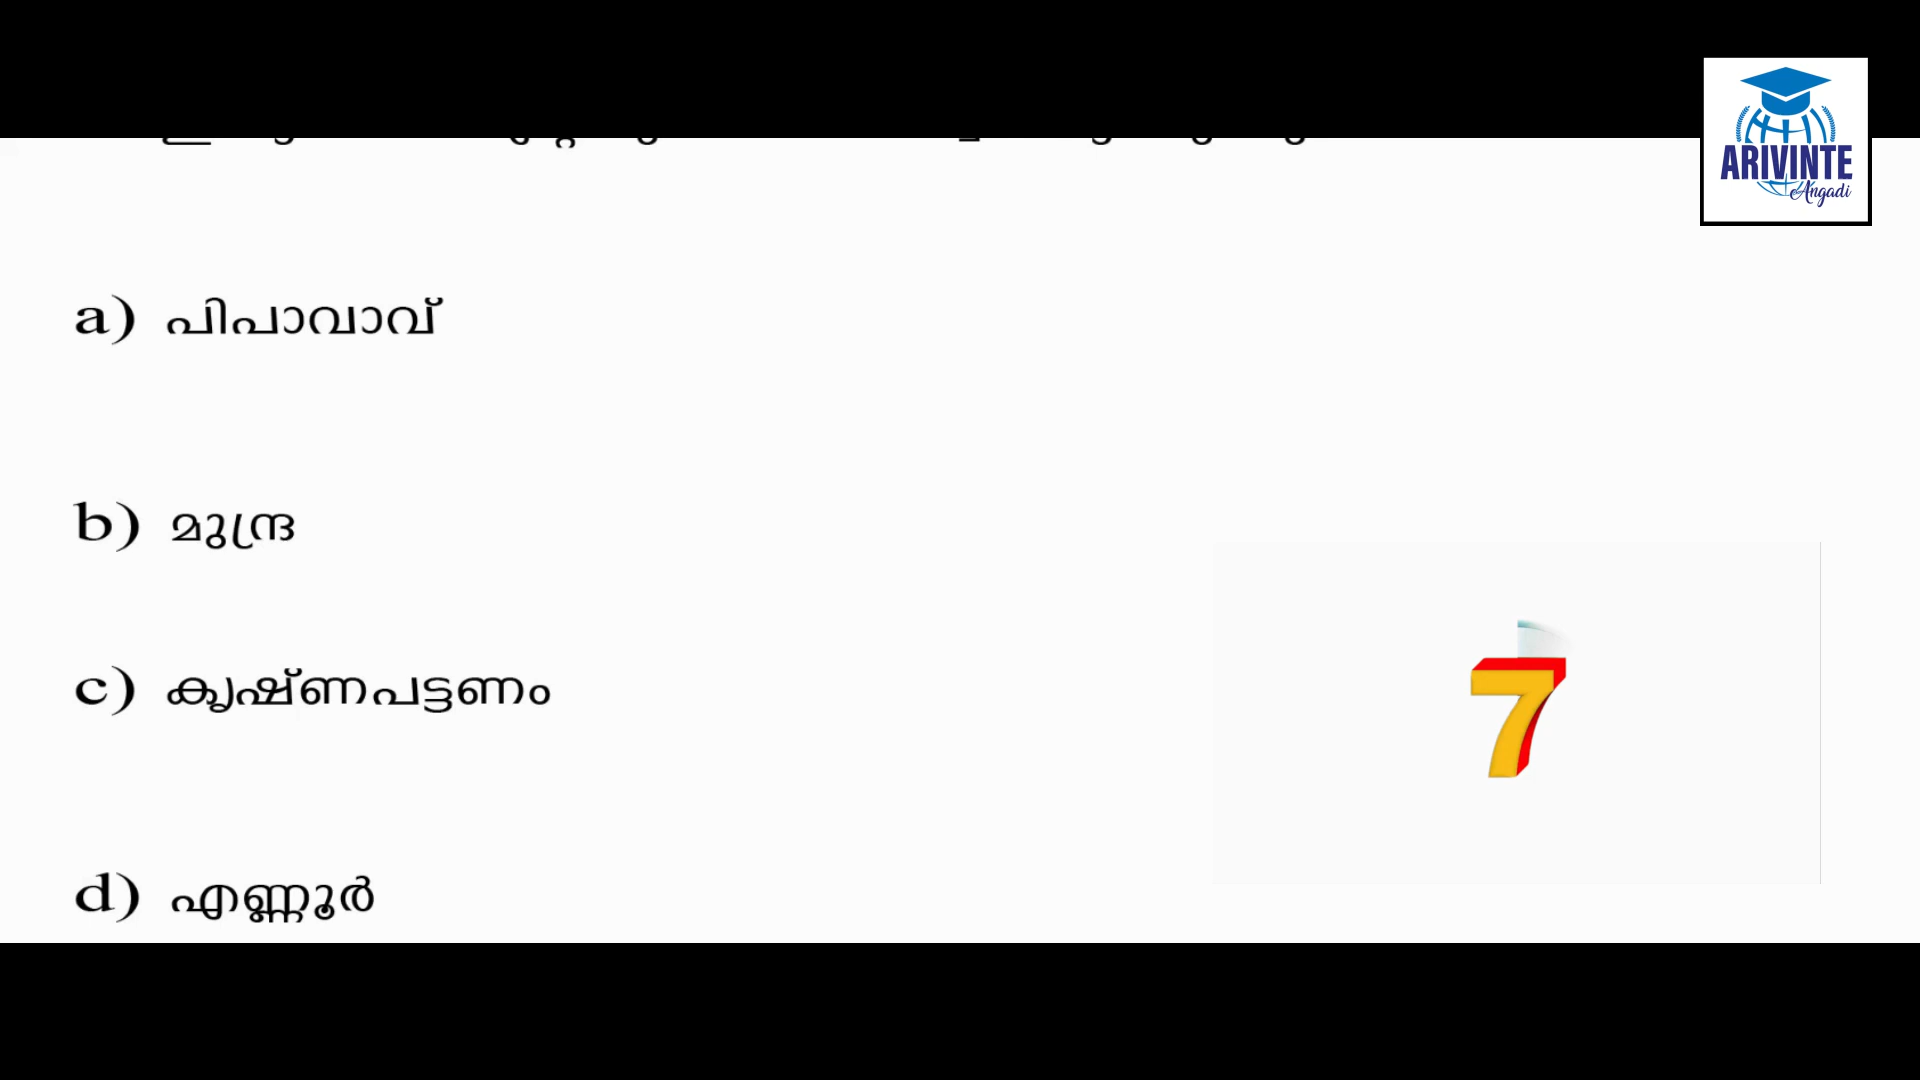 ARIVINTE
Angadi
a) പിപാവാവ്
b) മുന്ദ്ര
c) കൃഷ്ണപട്ടണം
7
d) എണ്ണൂർ